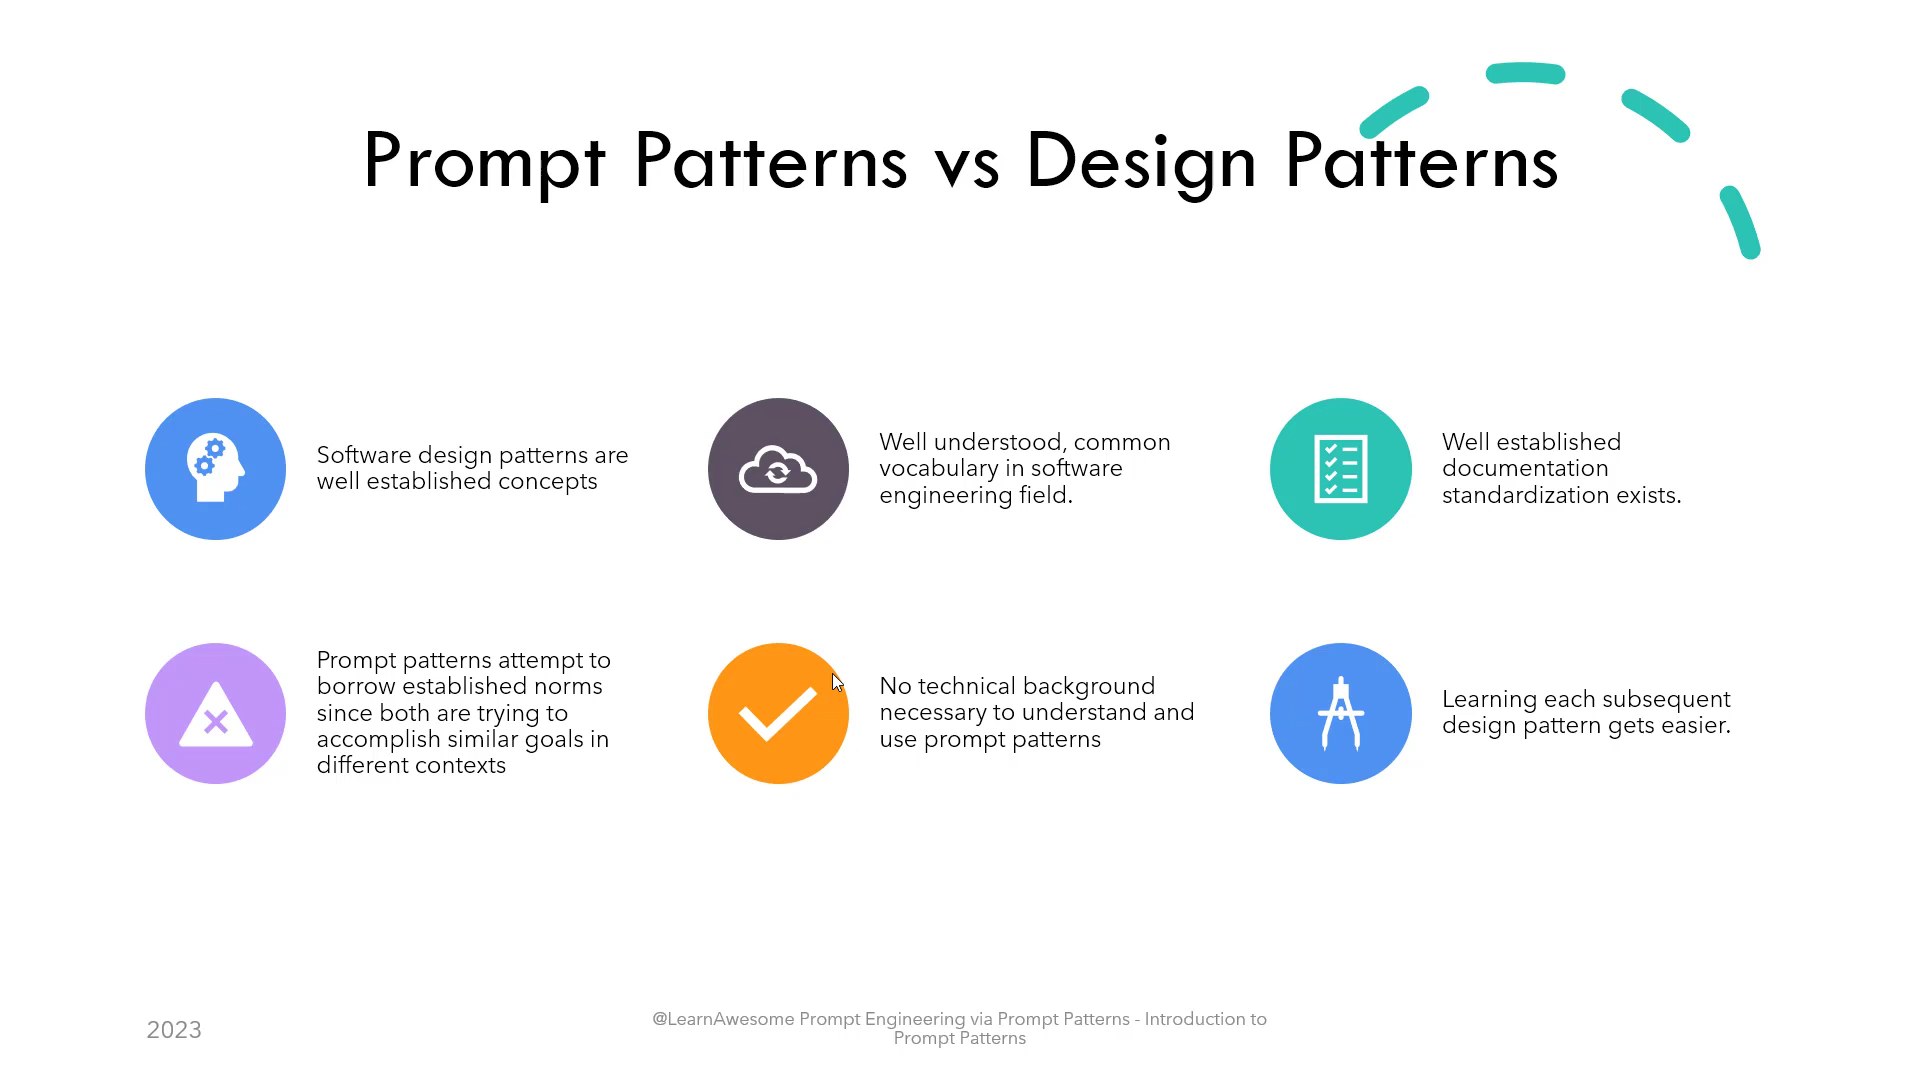 Prompt Patterns vs Design Patterns
Software design patterns are
well established concepts
Well understood, common
vocabulary in software
engineering field.
Well established
documentation
standardization exists.
Prompt patterns attempt to
borrow established norms
since both are trying to
accomplish similar goals in
different contexts
No technical background
necessary to understand and
use prompt patterns
Learning each subsequent
design pattern gets easier.
2023
@LearnAwesome Prompt Engineering via Prompt Patterns - Introduction to
Prompt Patterns